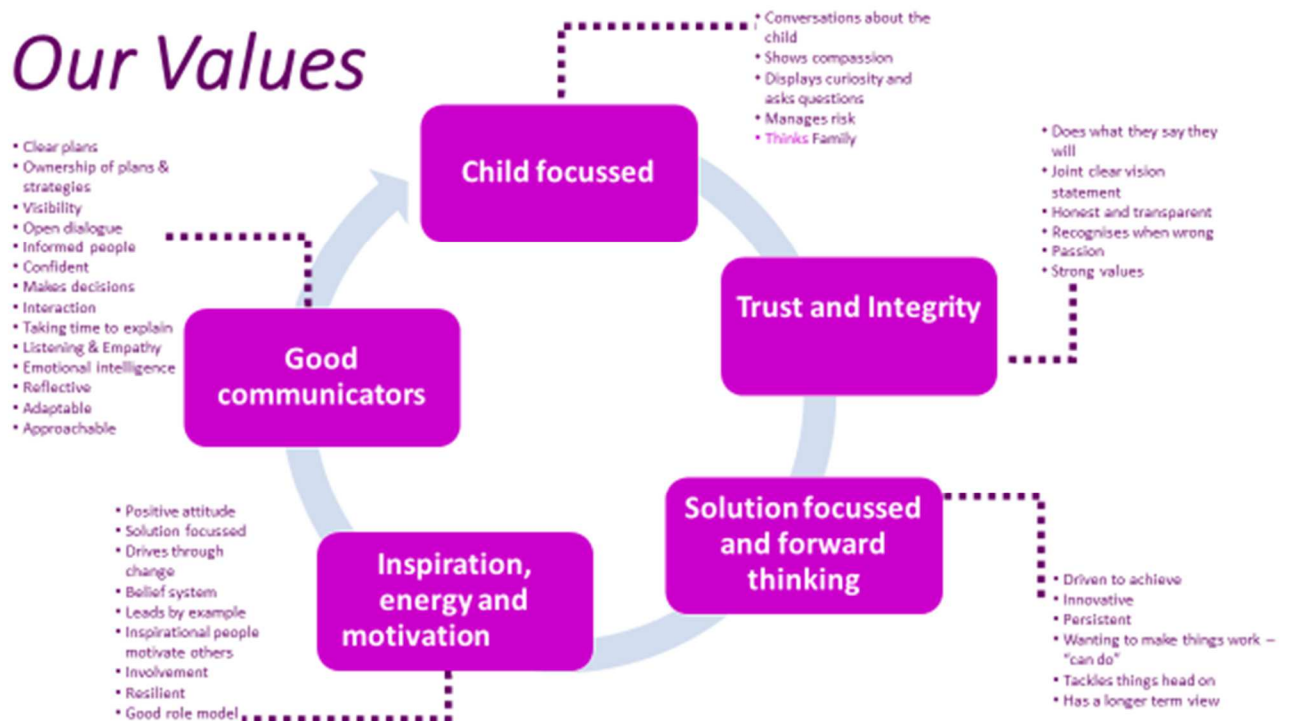 Our Values
• Conversations about the
child
• Shows compassion
• Displays curiosity and
asks questions
• Manages risk
• Thinks Family
Child focussed
• Does what they say they
will
• Joint clear vision
statement
• Honest and transparent
• Recognises when wrong
• Passion
• Strong values
Trust and Integrity
Solution focussed
and forward
thinking
• Driven to achieve
• Innovative
• Persistent
• Wanting to make things work –
“can do”
• Tackles things head on
• Has a longer term view
Inspiration,
energy and
motivation
• Positive attitude
• Solution focussed
• Drives through
change
• Belief system
• Leads by example
• Inspirational people
motivate others
• Involvement
• Resilient
• Good role model
Good
communicators
• Clear plans
• Ownership of plans &
strategies
• Visibility
• Open dialogue
• Informed people
• Confident
• Makes decisions
• Interaction
• Taking time to explain
• Listening & Empathy
• Emotional intelligence
• Reflective
• Adaptable
• Approachable